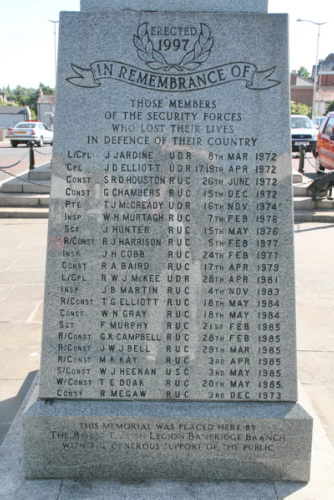 ERECTED
1997
IN REMEMBRANCE OF
THOSE MEMBERS
OF THE SECURITY FORCES
WHO LOST THEIR LIVES
IN DEFENCE OF THEIR COUNTRY
L/CPL J JARDINE UDR 8TH MAR 1972
CPL J D ELLIOTT UDR 19TH APR 1972
CONST S R D HOUSTON RUC 26TH JUNE 1972
CONST G CHAMBERS RUC 15TH DEC 1972
PTE T J MCCREADY UDR 16TH NOV 1974
INSP W H MURTAGH RUC 7TH FEB 1976
SGT J HUNTER RUC 15TH MAY 1976
R/CONST R J HARRISON RUC 5TH FEB 1977
INSP J H COBB RUC 24TH FEB 1977
CONST R A BAIRD RUC 17TH APR 1979
L/CPL R W J MCKEE UDR 28TH APR 1981
INSP J B MARTIN RUC 4TH NOV 1983
R/CONST T G ELLIOTT RUC 18TH MAY 1984
CONST W N GRAY RUC 18TH MAY 1984
SGT F MURPHY RUC 21ST FEB 1985
R/CONST G K CAMPBELL RUC 28TH FEB 1985
R/CONST J W J BELL RUC 29TH MAR 1985
R/CONST M K KAY RUC 3RD APR 1985
S/CONST W J HEENAN USC 3RD MAY 1985
W/CONST T E DOAK RUC 20TH MAY 1985
CONST R MEGAW RUC 3RD DEC 1973
THIS MEMORIAL WAS PLACED HERE BY
THE ROYAL BRITISH LEGION BANBRIDGE BRANCH
WITH THE GENEROUS SUPPORT OF THE PUBLIC